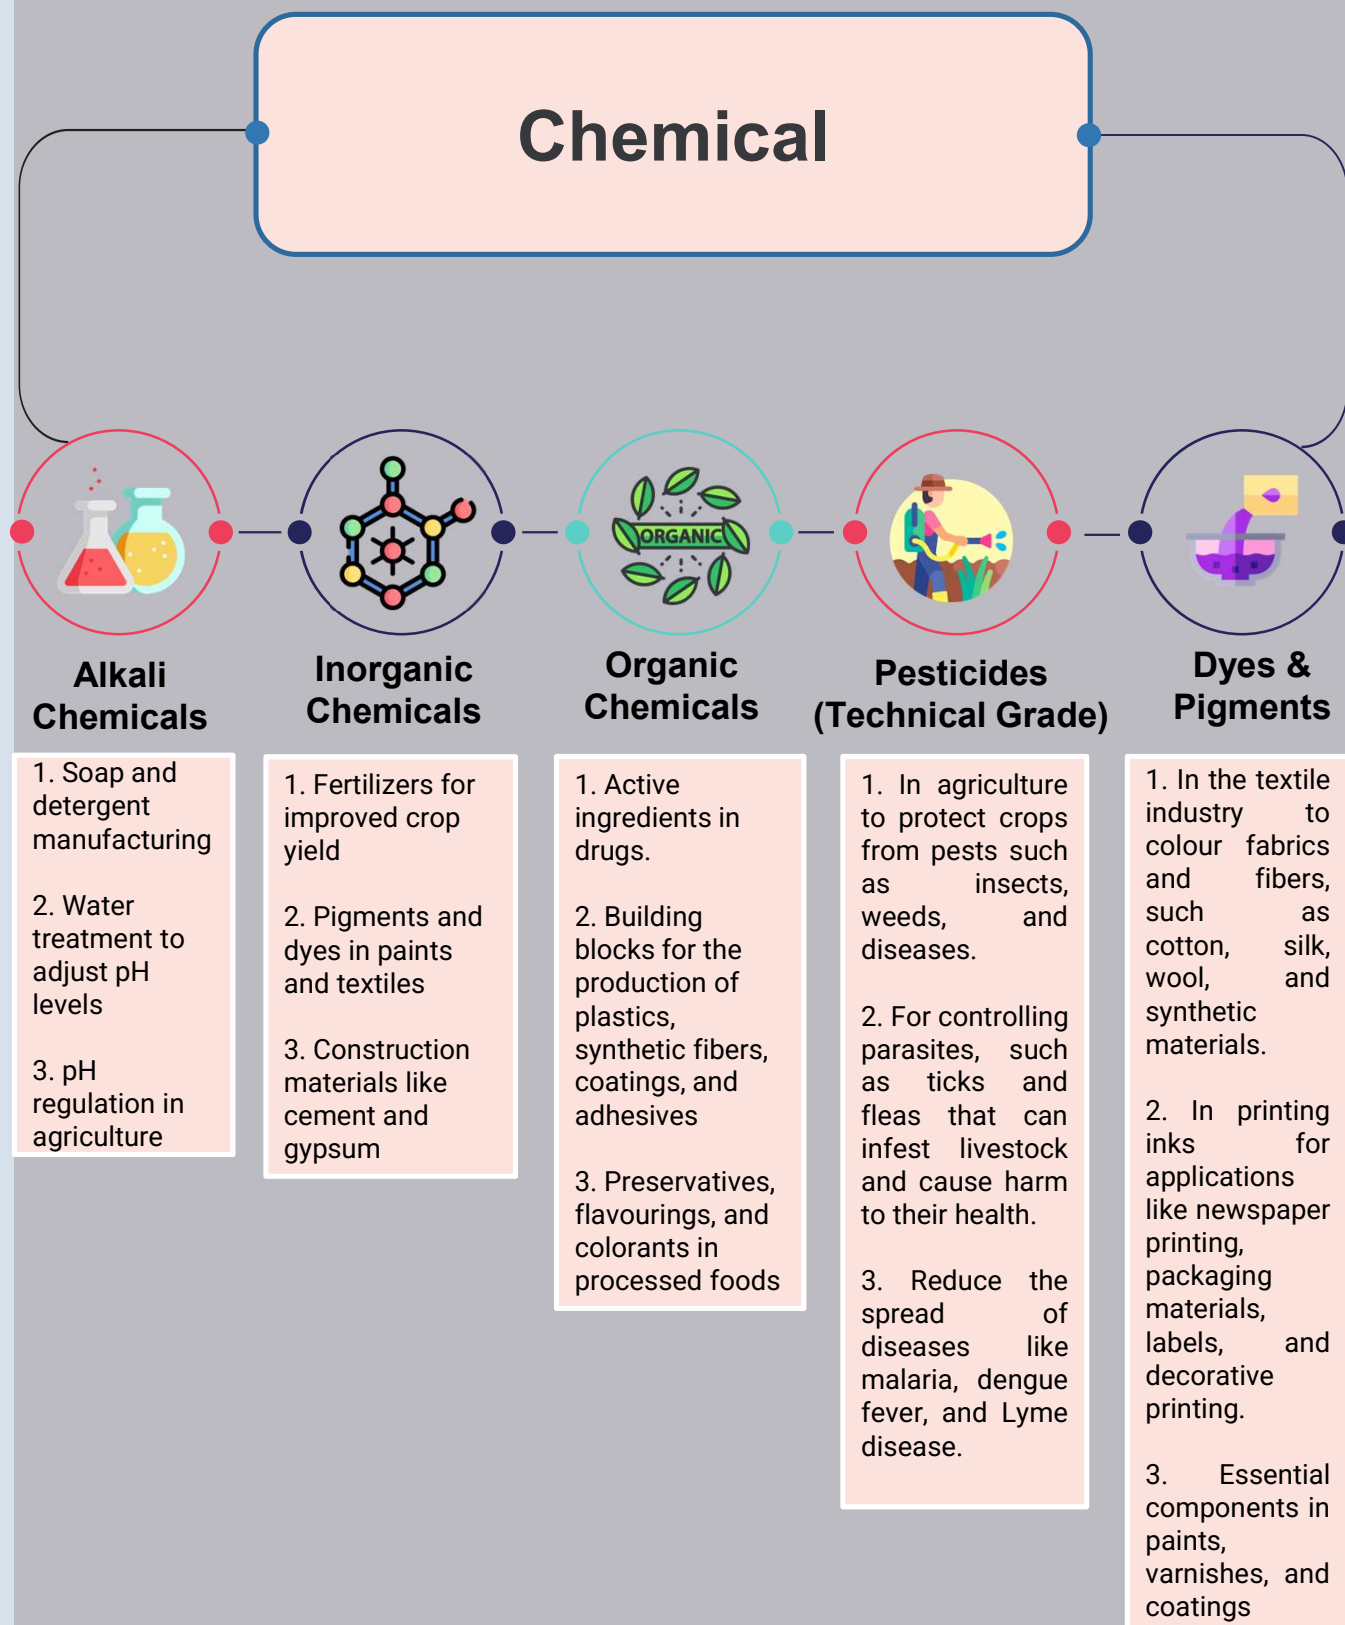 Chemical
ORGANIC
Alkali
Chemicals
1. Soap and
detergent
manufacturing
2. Water
treatment to
adjust pH
levels
3. pH
regulation in
agriculture
Inorganic
Chemicals
1. Fertilizers for
improved crop
yield
2. Pigments and
dyes in paints
and textiles
3. Construction
materials like
cement and
gypsum
Organic
Chemicals
1. Active
ingredients in
drugs.
2. Building
blocks for the
production of
plastics,
synthetic fibers,
coatings, and
adhesives
3. Preservatives,
flavourings, and
colorants in
processed foods
Pesticides
(Technical Grade)
1. In agriculture
to protect crops
from pests such
as insects,
weeds, and
diseases.
2. For controlling
parasites, such
as ticks and
fleas that can
infest livestock
and cause harm
to their health.
3. Reduce the
spread of
diseases like
malaria, dengue
fever, and Lyme
disease.
Dyes &
Pigments
1. In the textile
industry to
colour fabrics
and fibers,
such as
cotton, silk,
wool, and
synthetic
materials.
2. In printing
inks for
applications
like newspaper
printing,
packaging
materials,
labels, and
decorative
printing.
3. Essential
components in
paints,
varnishes, and
coatings